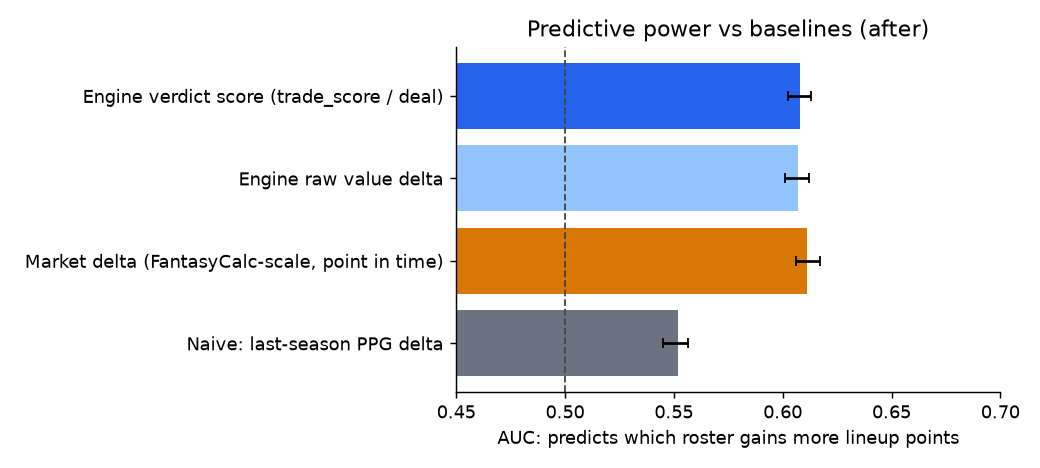 Predictive power vs baselines (after)
Engine verdict score (trade_score / deal)
Engine raw value delta
Market delta (FantasyCalc-scale, point in time)
Naive: last-season PPG delta
0.45 0.50 0.55 0.60 0.65 0.70
AUC: predicts which roster gains more lineup points